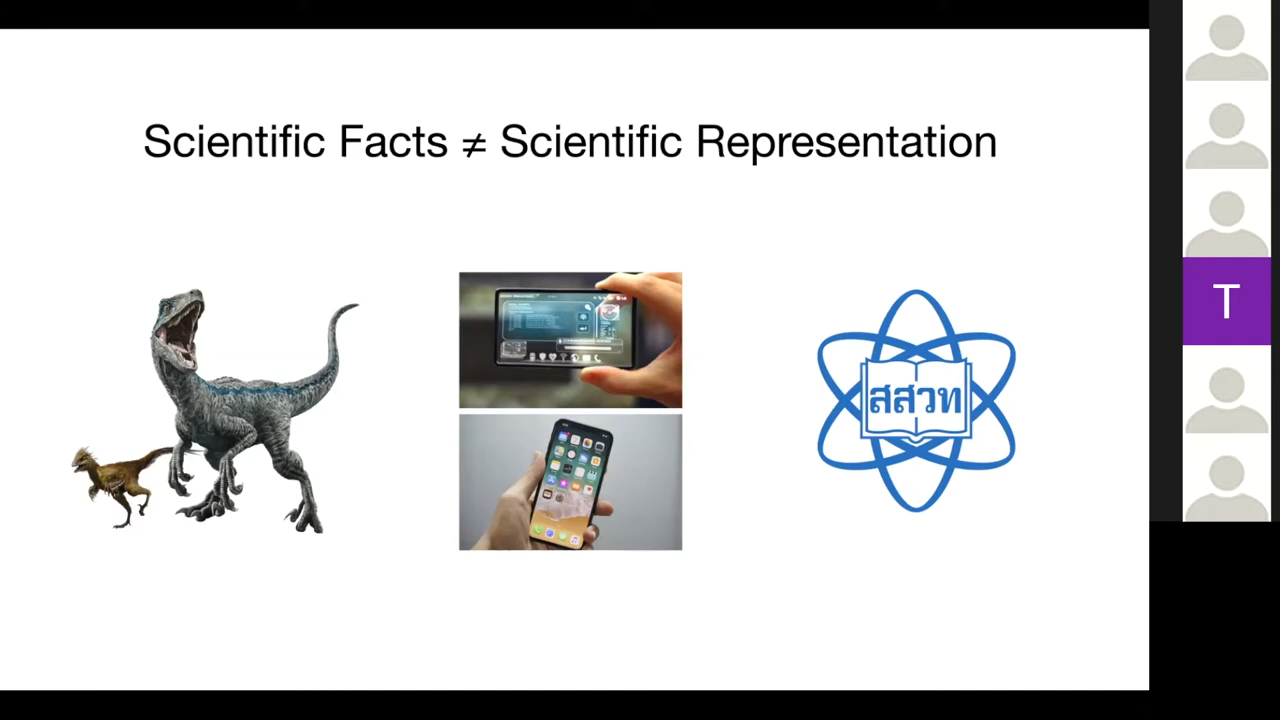 Scientific Facts ≠ Scientific Representation
สสวท
T